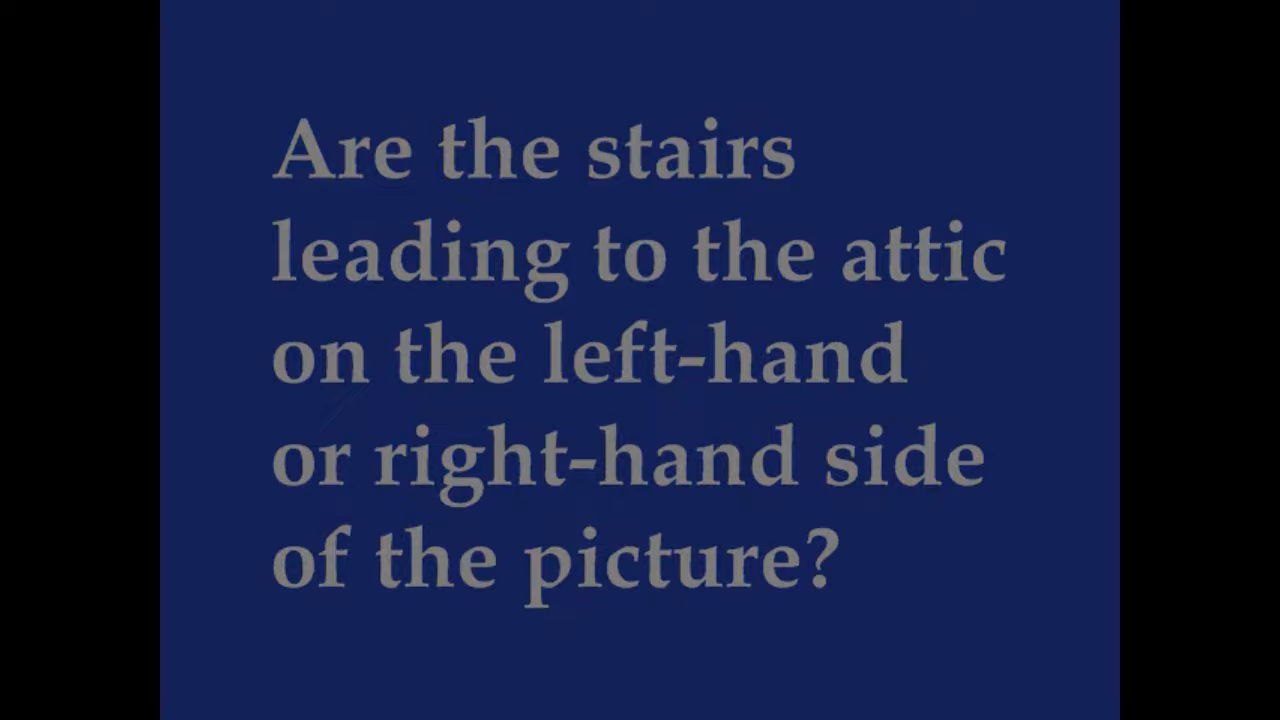 Are the stairs
leading to the attic
on the left-hand
or right-hand side
of the picture?